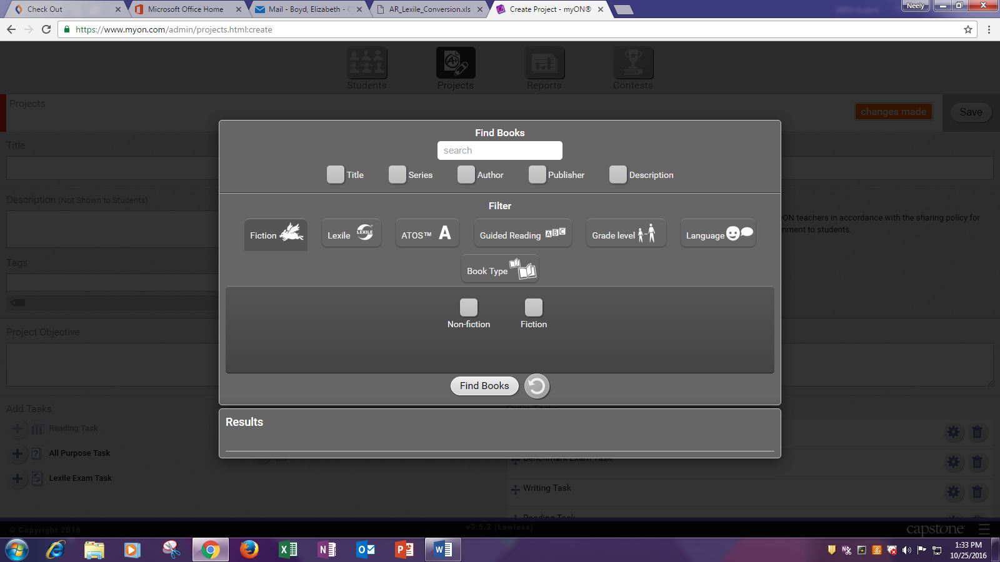 Check Out
Microsoft Office Home
Mail - Boyd, Elizabeth - 
AR_Lexile_Conversion.xls
Create Project - myON®
Neely
https://www.myon.com/admin/projects.html:create
Students
Projects
Reports
Contests
Projects
changes made
Save
Title
Description (Not Shown to Students)
Tags
Project Objective
Add Tasks
Reading Task
All Purpose Task
Lexile Exam Task
Find Books
search
Title
Series
Author
Publisher
Description
Filter
Fiction
Lexile
LEXILE
ATOS™ A
Guided Reading ABC
Grade level
Language
Book Type
Non-fiction
Fiction
Find Books
Results
ON teachers in accordance with the sharing policy for
nment to students.
Benchmark Exam Task
Writing Task
Reading Task
© Copyright 2016
v3.5.2 (Lawless)
capstone
1:33 PM
10/25/2016